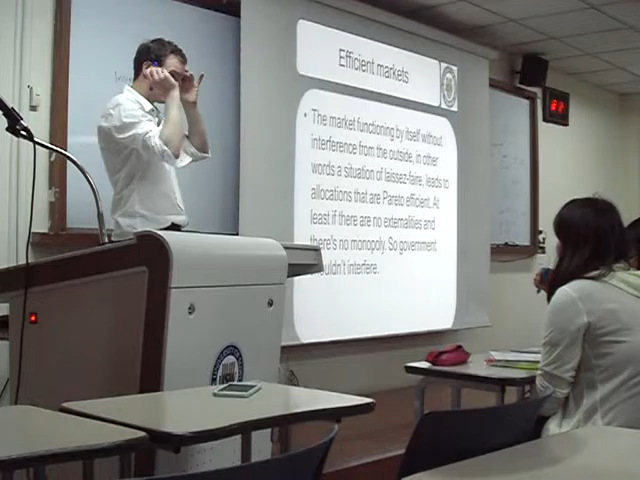 Efficient markets
• The market functioning by itself without
interference from the outside, in other
words a situation of laissez-faire, leads to
allocations that are Pareto efficient. At
least if there are no externalities and
there's no monopoly. So government
interfere.